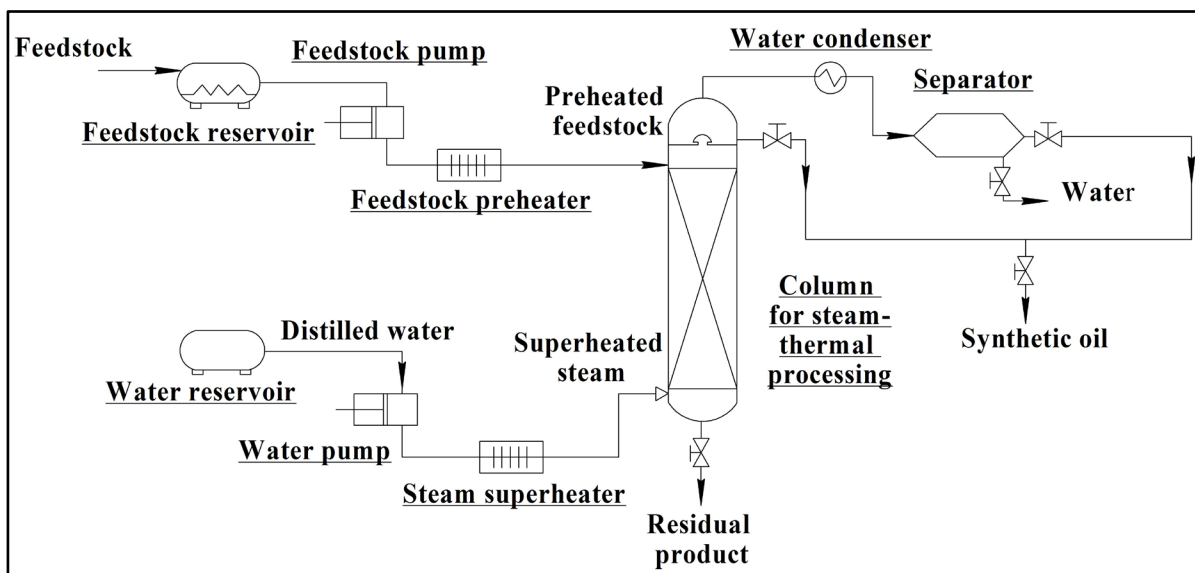 Feedstock
Feedstock pump
Feedstock reservoir
Feedstock preheater
Preheated
feedstock
Water condenser
Separator
Water
Column
for steam-
thermal
processing
Synthetic oil
Distilled water
Water reservoir
Water pump
Steam superheater
Superheated
steam
Residual
product